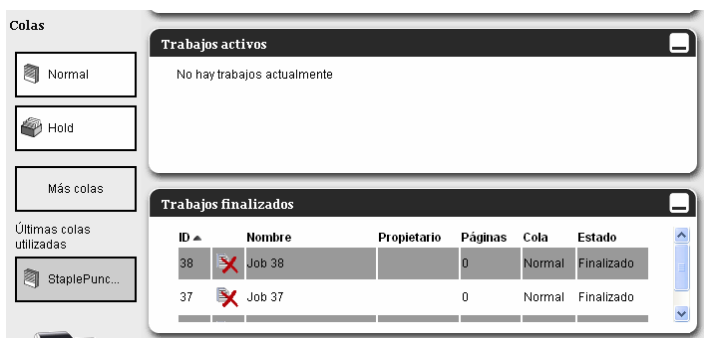 Colas
Normal
Hold
Más colas
Últimas colas
utilizadas
StaplePunc...
Trabajos activos
No hay trabajos actualmente
Trabajos finalizados
ID Nombre Propietario Páginas Cola Estado
38 Job 38 0 Normal Finalizado
37 Job 37 0 Normal Finalizado